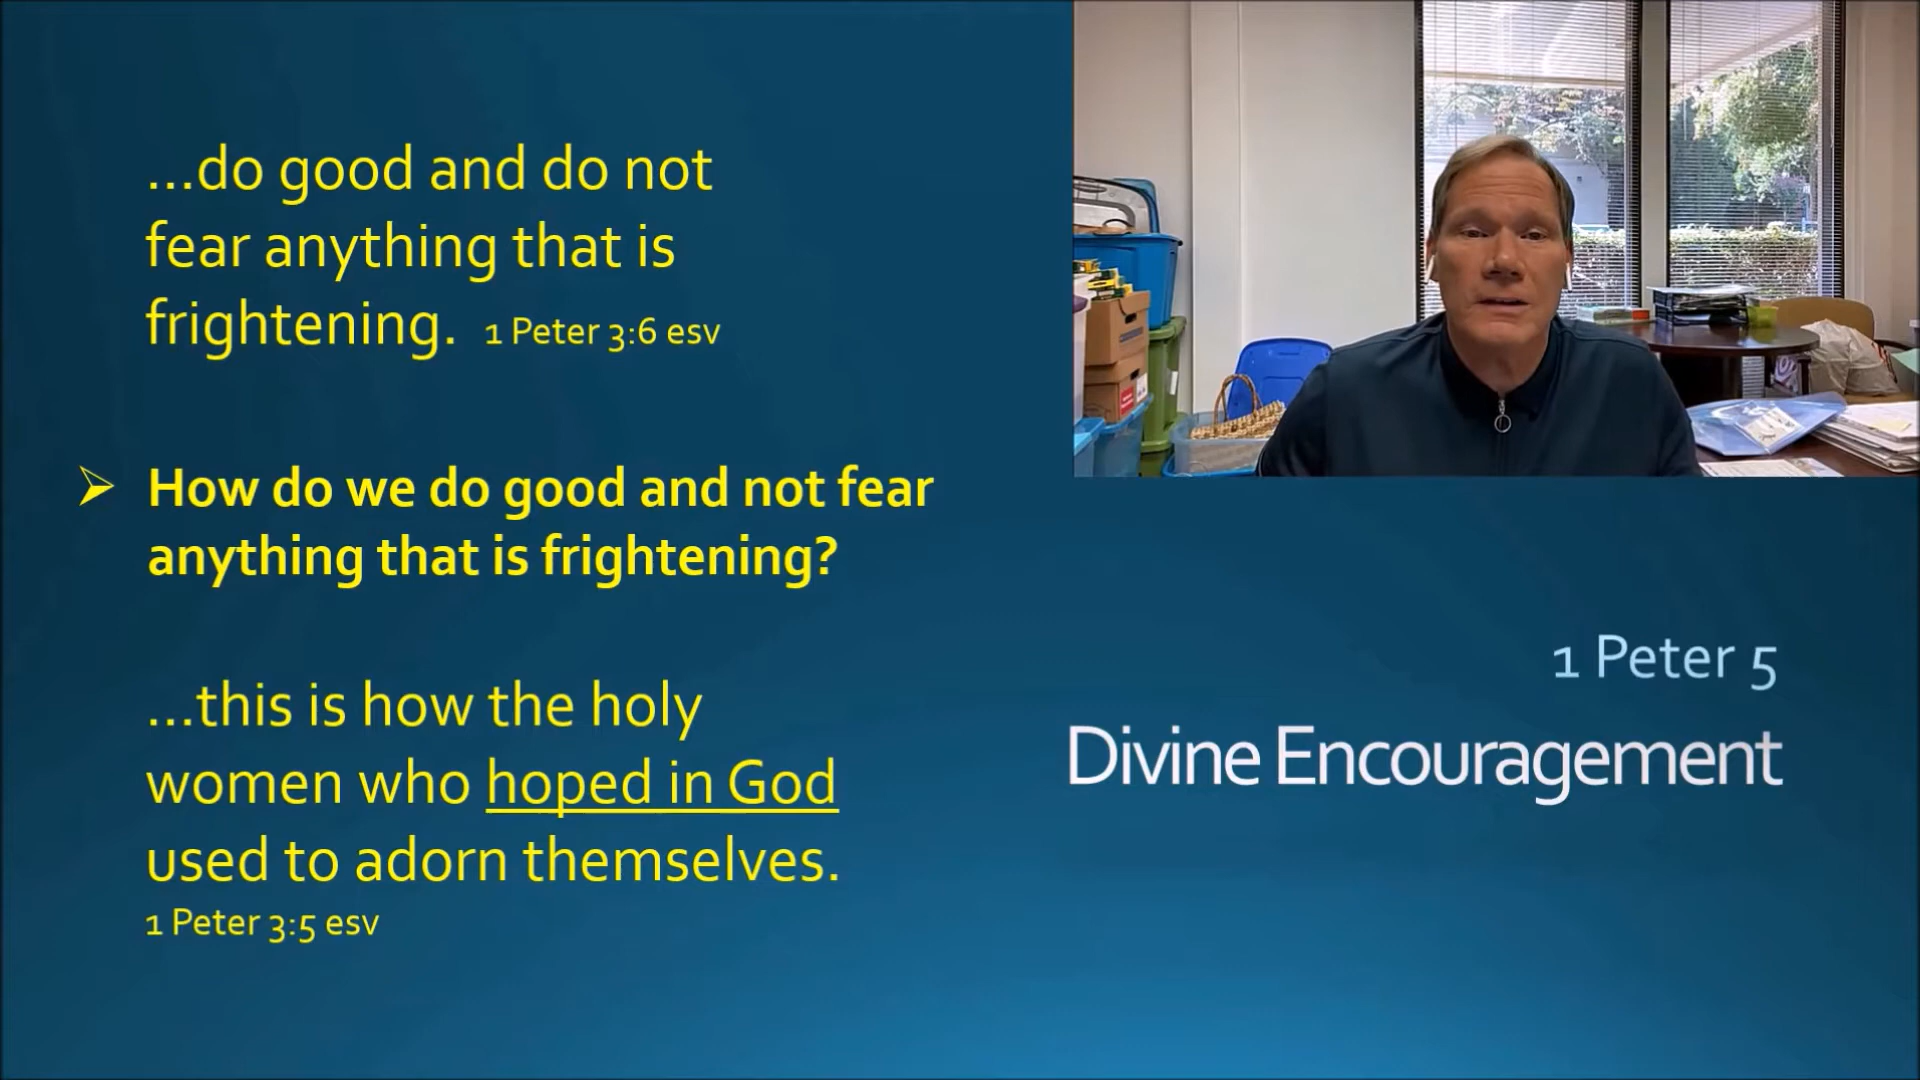 ...do good and do not
fear anything that is
frightening. 1 Peter 3:6 esv
How do we do good and not fear
anything that is frightening?
...this is how the holy
women who hoped in God
used to adorn themselves.
1 Peter 3:5 esv
1 Peter 5
Divine Encouragement